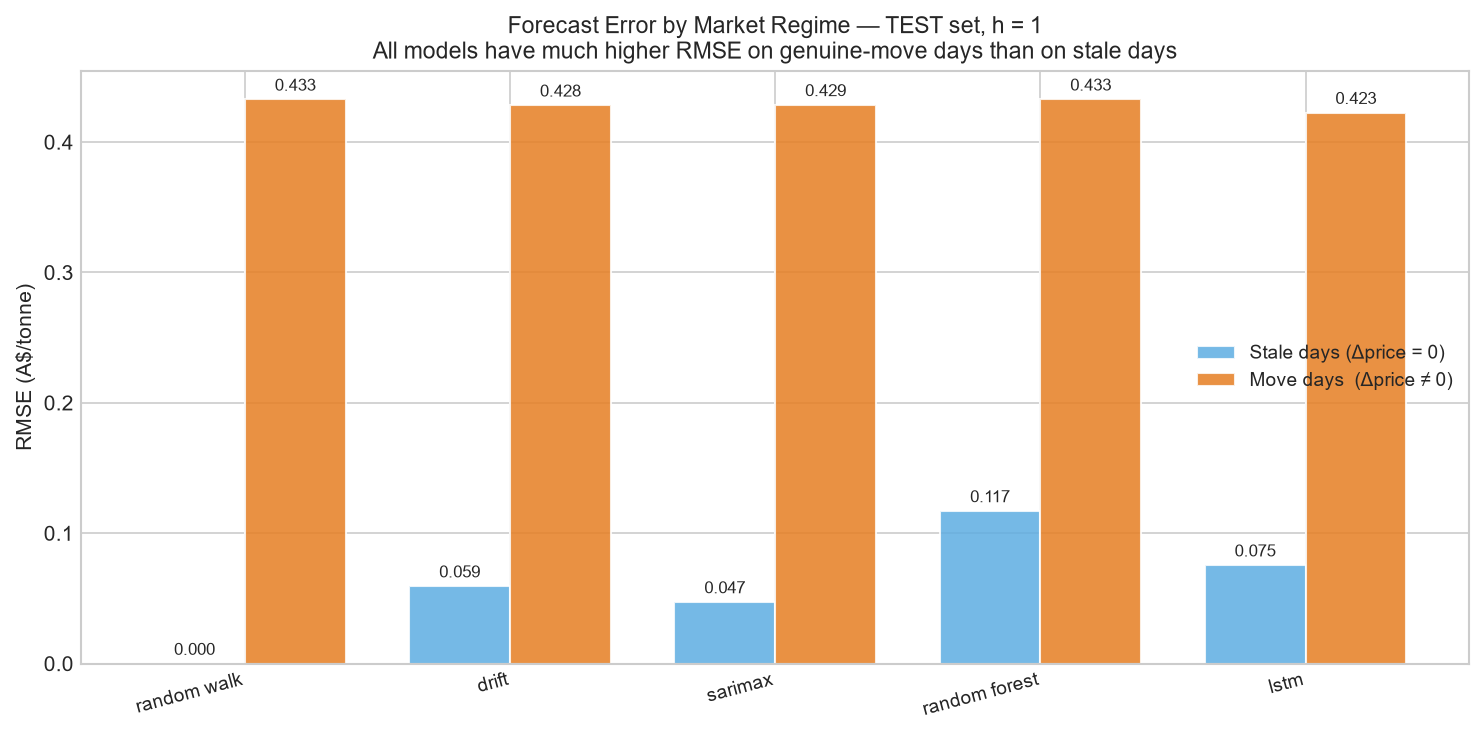 Forecast Error by Market Regime — TEST set, h = 1
All models have much higher RMSE on genuine-move days than on stale days
RMSE (A$/tonne)
0.4
0.3
0.2
0.1
0.0
0.000
0.433
0.059
0.428
0.047
0.429
0.117
0.433
0.075
0.423
Stale days (Δprice = 0)
Move days  (Δprice ≠ 0)
random walk
drift
sarimax
random forest
lstm